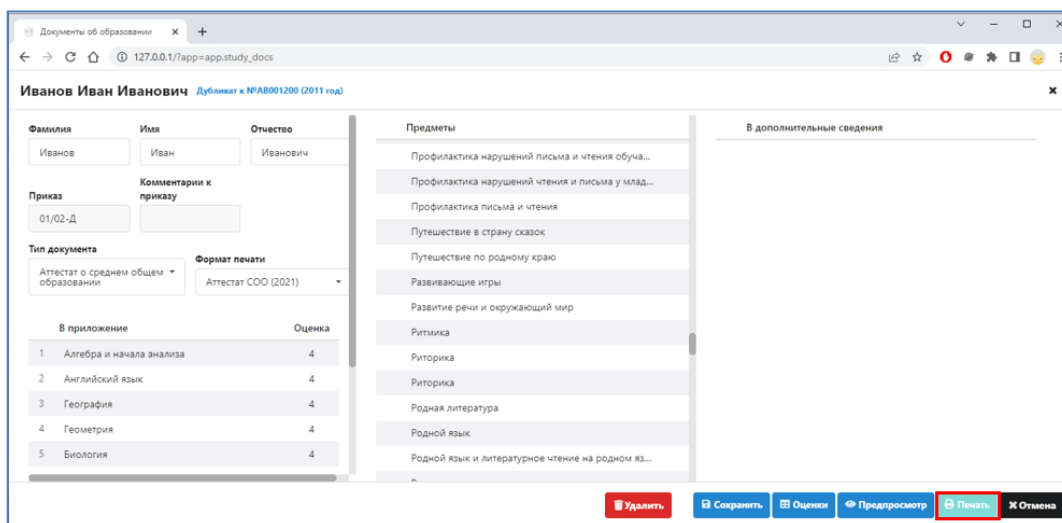 Документы об образовании
127.0.0.1/?app=app.study_docs
Иванов Иван Иванович Дубликат к №АВ001200 (2011 год)
Фамилия Имя Отчество
Иванов Иван Иванович
Приказ Комментарии к приказу
01/02-Д
Тип документа Формат печати
Аттестат о среднем общем образовании Аттестат СОО (2021)
В приложение Оценка
1 Алгебра и начала анализа 4
2 Английский язык 4
3 География 4
4 Геометрия 4
5 Биология 4
Предметы
Профилактика нарушений письма и чтения обуча...
Профилактика нарушений чтения и письма у млад...
Профилактика письма и чтения
Путешествие в страну сказок
Путешествие по родному краю
Развивающие игры
Развитие речи и окружающий мир
Ритмика
Риторика
Риторика
Родная литература
Родной язык
Родной язык и литературное чтение на родном яз...
В дополнительные сведения
Удалить Сохранить Оценки Предпросмотр Печать Отмена